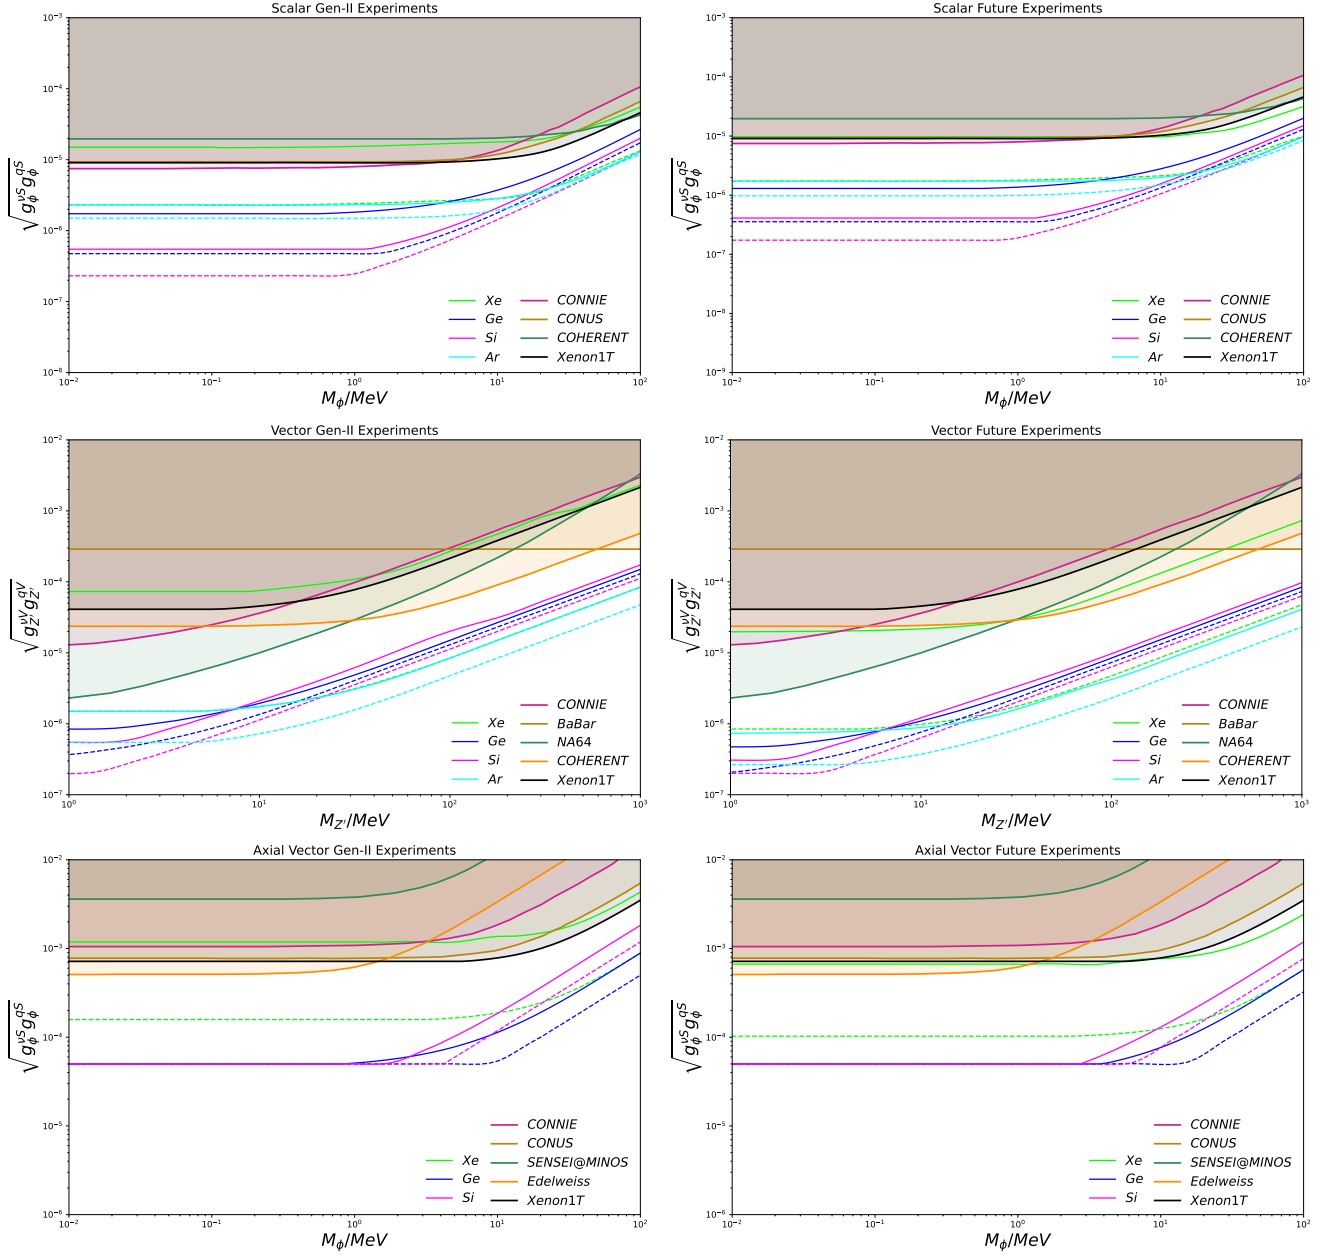 Scalar Gen-II Experiments
10⁻³
10⁻⁴
10⁻⁵
10⁻⁶
10⁻⁷
10⁻⁸
√(g_ϕ^{νS} g_ϕ^{qS})
Xe
Ge
Si
Ar
CONNIE
CONUS
COHERENT
Xenon1T
10⁻² 10⁻¹ 10⁰ 10¹ 10²
M_ϕ/MeV
Scalar Future Experiments
10⁻³
10⁻⁴
10⁻⁵
10⁻⁶
10⁻⁷
10⁻⁸
10⁻⁹
√(g_ϕ^{νS} g_ϕ^{qS})
Xe
Ge
Si
Ar
CONNIE
CONUS
COHERENT
Xenon1T
10⁻² 10⁻¹ 10⁰ 10¹ 10²
M_ϕ/MeV
Vector Gen-II Experiments
10⁻²
10⁻³
10⁻⁴
10⁻⁵
10⁻⁶
10⁻⁷
√(g_{Z'}^{νV} g_{Z'}^{qV})
Xe
Ge
Si
Ar
CONNIE
BaBar
NA64
COHERENT
Xenon1T
10⁰ 10¹ 10² 10³
M_{Z'}/MeV
Vector Future Experiments
10⁻²
10⁻³
10⁻⁴
10⁻⁵
10⁻⁶
10⁻⁷
√(g_{Z'}^{νV} g_{Z'}^{qV})
Xe
Ge
Si
Ar
CONNIE
BaBar
NA64
COHERENT
Xenon1T
10⁰ 10¹ 10² 10³
M_{Z'}/MeV
Axial Vector Gen-II Experiments
10⁻²
10⁻³
10⁻⁴
10⁻⁵
10⁻⁶
√(g_ϕ^{νS} g_ϕ^{qS})
Xe
Ge
Si
CONNIE
CONUS
SENSEI@MINOS
Edelweiss
Xenon1T
10⁻² 10⁻¹ 10⁰ 10¹ 10²
M_ϕ/MeV
Axial Vector Future Experiments
10⁻²
10⁻³
10⁻⁴
10⁻⁵
10⁻⁶
√(g_ϕ^{νS} g_ϕ^{qS})
Xe
Ge
Si
CONNIE
CONUS
SENSEI@MINOS
Edelweiss
Xenon1T
10⁻² 10⁻¹ 10⁰ 10¹ 10²
M_ϕ/MeV